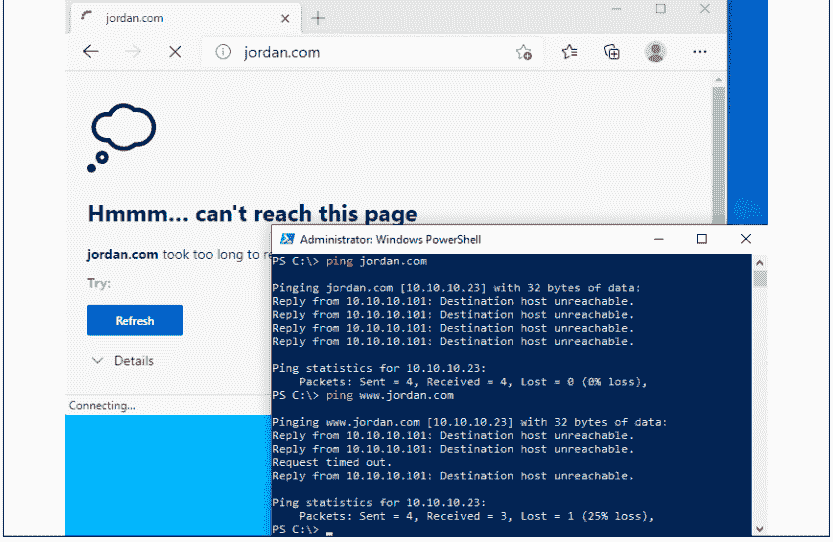 jordan.com
jordan.com
Hmmm... can't reach this page
jordan.com took too long to re
Try:
Refresh
Details
Connecting...
Administrator: Windows PowerShell
PS C:\> ping jordan.com
Pinging jordan.com [10.10.10.23] with 32 bytes of data:
Reply from 10.10.10.101: Destination host unreachable.
Reply from 10.10.10.101: Destination host unreachable.
Reply from 10.10.10.101: Destination host unreachable.
Reply from 10.10.10.101: Destination host unreachable.
Ping statistics for 10.10.10.23:
Packets: Sent = 4, Received = 4, Lost = 0 (0% loss),
PS C:\> ping www.jordan.com
Pinging www.jordan.com [10.10.10.23] with 32 bytes of data:
Reply from 10.10.10.101: Destination host unreachable.
Reply from 10.10.10.101: Destination host unreachable.
Request timed out.
Reply from 10.10.10.101: Destination host unreachable.
Ping statistics for 10.10.10.23:
Packets: Sent = 4, Received = 3, Lost = 1 (25% loss),
PS C:\> _